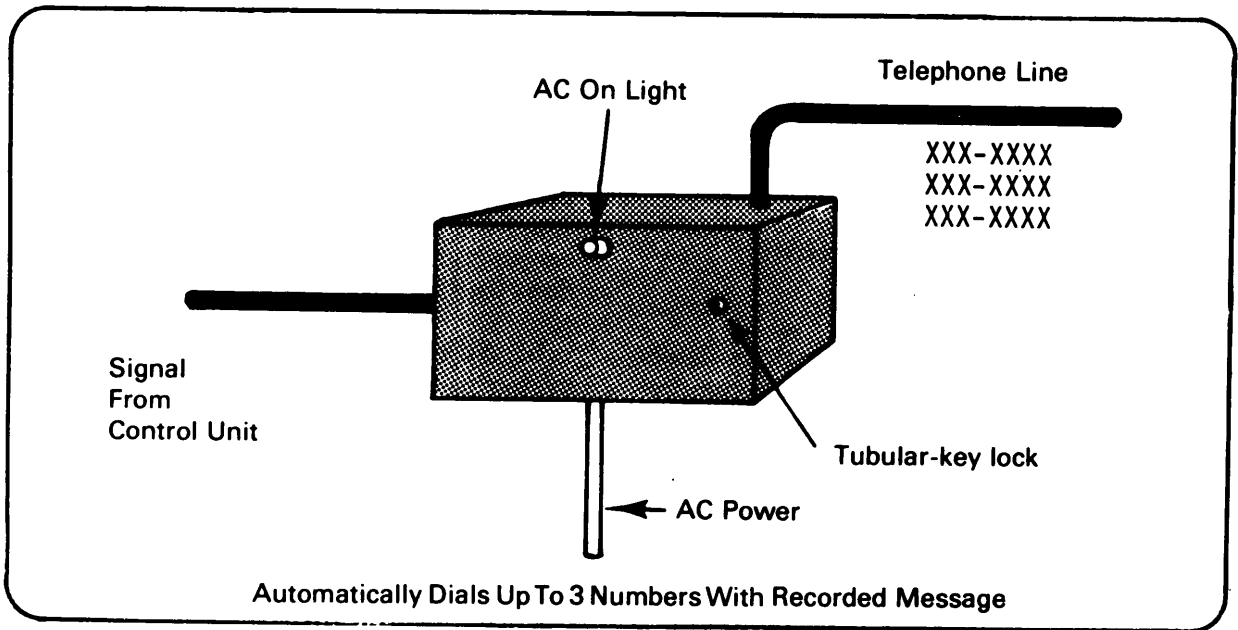 AC On Light
Telephone Line
XXX-XXXX
XXX-XXXX
XXX-XXXX
Signal
From
Control Unit
Tubular-key lock
AC Power
Automatically Dials Up To 3 Numbers With Recorded Message